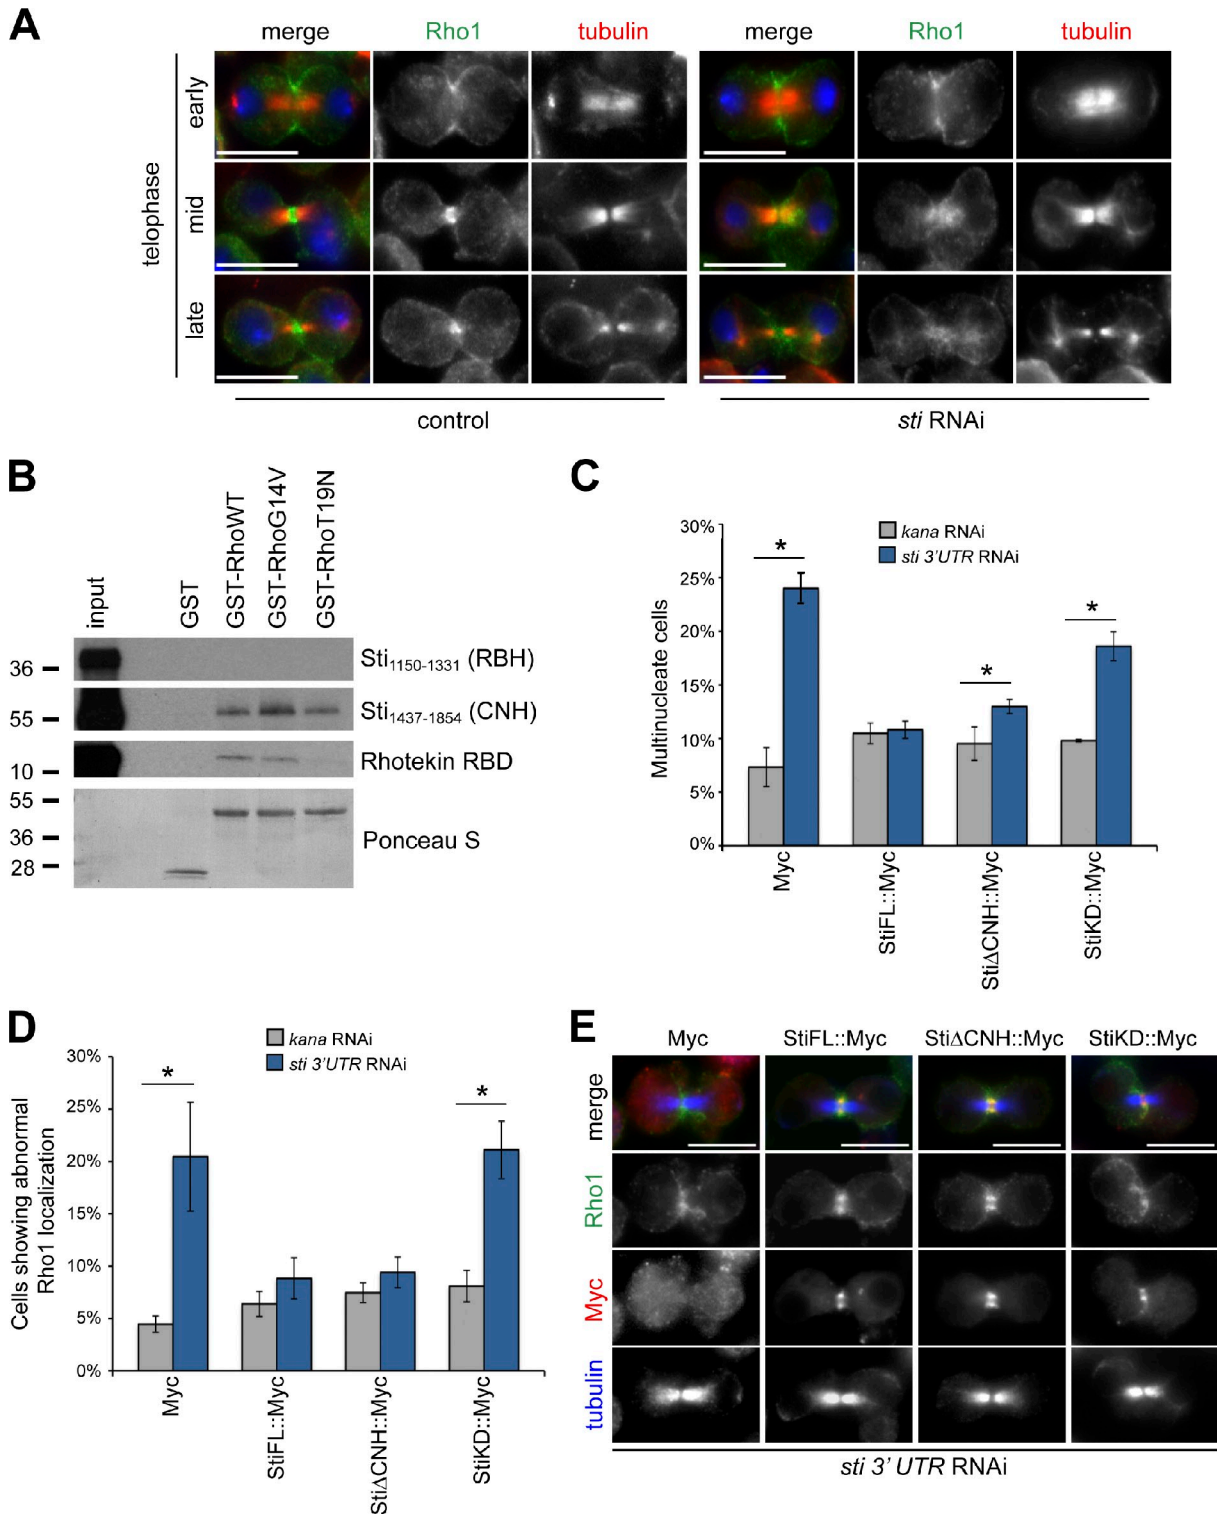 A
merge Rho1 tubulin merge Rho1 tubulin
telophase
early
mid
late
control
sti RNAi
B
input
GST
GST-RhoWT
GST-RhoG14V
GST-RhoT19N
36
Sti1150-1331 (RBH)
55
Sti1437-1854 (CNH)
10
Rhotekin RBD
55
36
28
Ponceau S
C
kana RNAi
sti 3'UTR RNAi
Multinucleate cells
30%
25%
20%
15%
10%
5%
0%
*
*
*
Myc
StiFL::Myc
StiΔCNH::Myc
StiKD::Myc
D
kana RNAi
sti 3'UTR RNAi
Cells showing abnormal
Rho1 localization
30%
25%
20%
15%
10%
5%
0%
*
*
Myc
StiFL::Myc
StiΔCNH::Myc
StiKD::Myc
E
Myc StiFL::Myc StiΔCNH::Myc StiKD::Myc
merge
Rho1
Myc
tubulin
sti 3' UTR RNAi